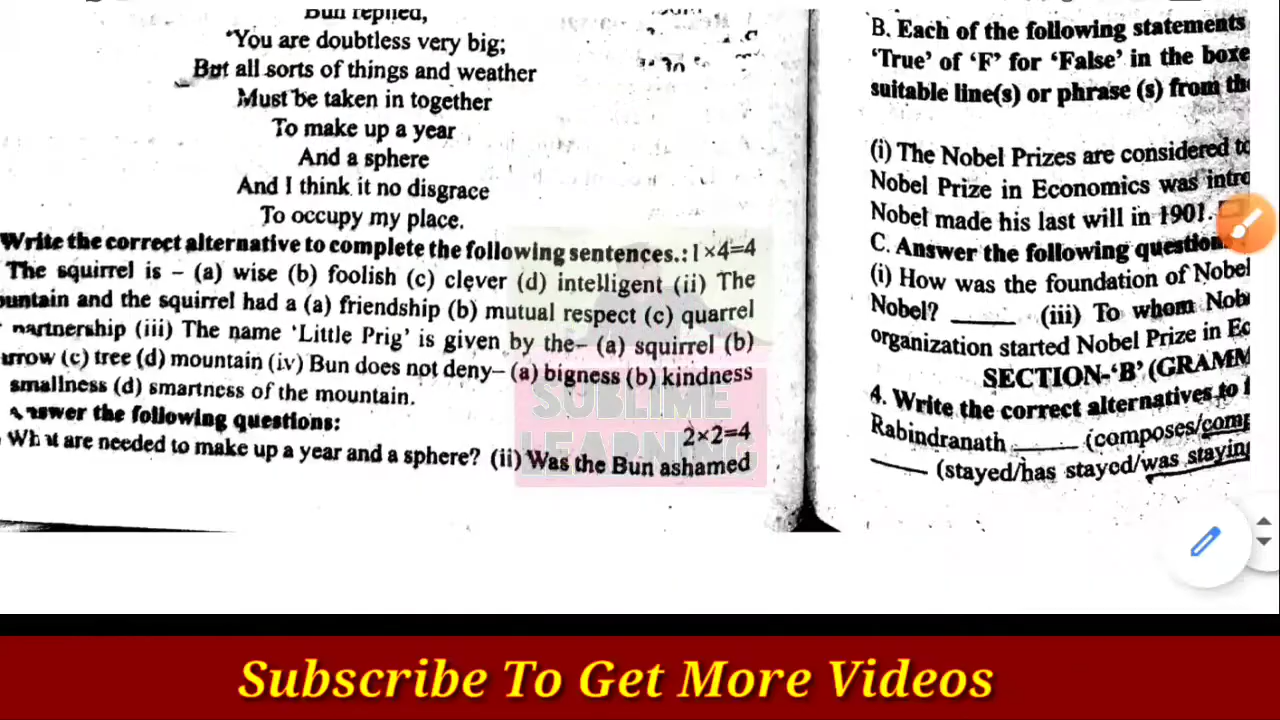 Bun replied,
"You are doubtless very big;
But all sorts of things and weather
Must be taken in together
To make up a year
And a sphere
And I think it no disgrace
To occupy my place.
Write the correct alternative to complete the following sentences.: 1×4=4
The squirrel is – (a) wise (b) foolish (c) clever (d) intelligent (ii) The
ountain and the squirrel had a (a) friendship (b) mutual respect (c) quarrel
partnership (iii) The name 'Little Prig' is given by the– (a) squirrel (b)
arrow (c) tree (d) mountain (iv) Bun does not deny– (a) bigness (b) kindness
smallness (d) smartness of the mountain.
Answer the following questions:
2×2=4
What are needed to make up a year and a sphere? (ii) Was the Bun ashamed
SUBLIME
LEARNING
B. Each of the following statements
'True' of 'F' for 'False' in the boxe
suitable line(s) or phrase (s) from the
(i) The Nobel Prizes are considered to
Nobel Prize in Economics was intro
Nobel made his last will in 1901.
C. Answer the following question
(i) How was the foundation of Nobel
Nobel? _____ (iii) To whom Nob
organization started Nobel Prize in Ec
SECTION-'B' (GRAMM
4. Write the correct alternatives to
Rabindranath _____ (composes/comp
_____ (stayed/has stayed/was staying
Subscribe To Get More Videos